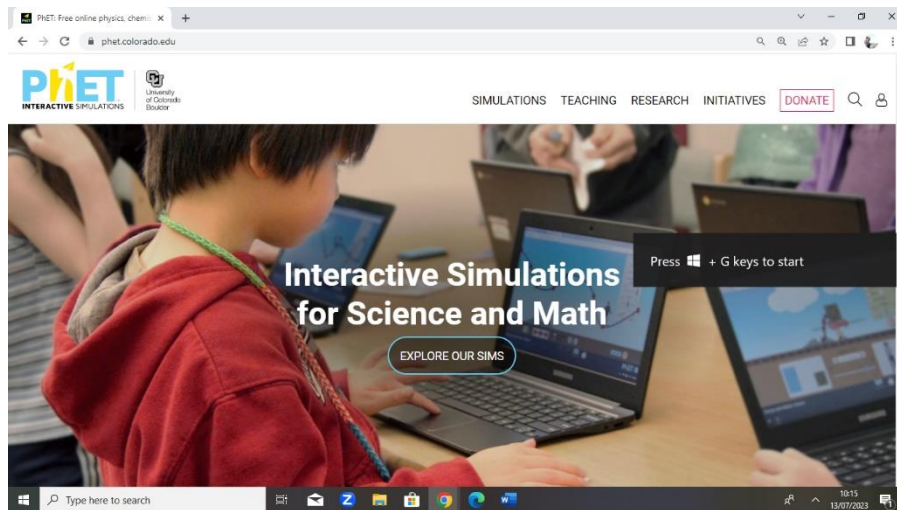 PhET: Free online physics, chemis
phet.colorado.edu
PhET
INTERACTIVE SIMULATIONS
University
of Colorado
Boulder
SIMULATIONS TEACHING RESEARCH INITIATIVES DONATE
Press + G keys to start
Interactive Simulations
for Science and Math
EXPLORE OUR SIMS
Type here to search
10:15
13/07/2023